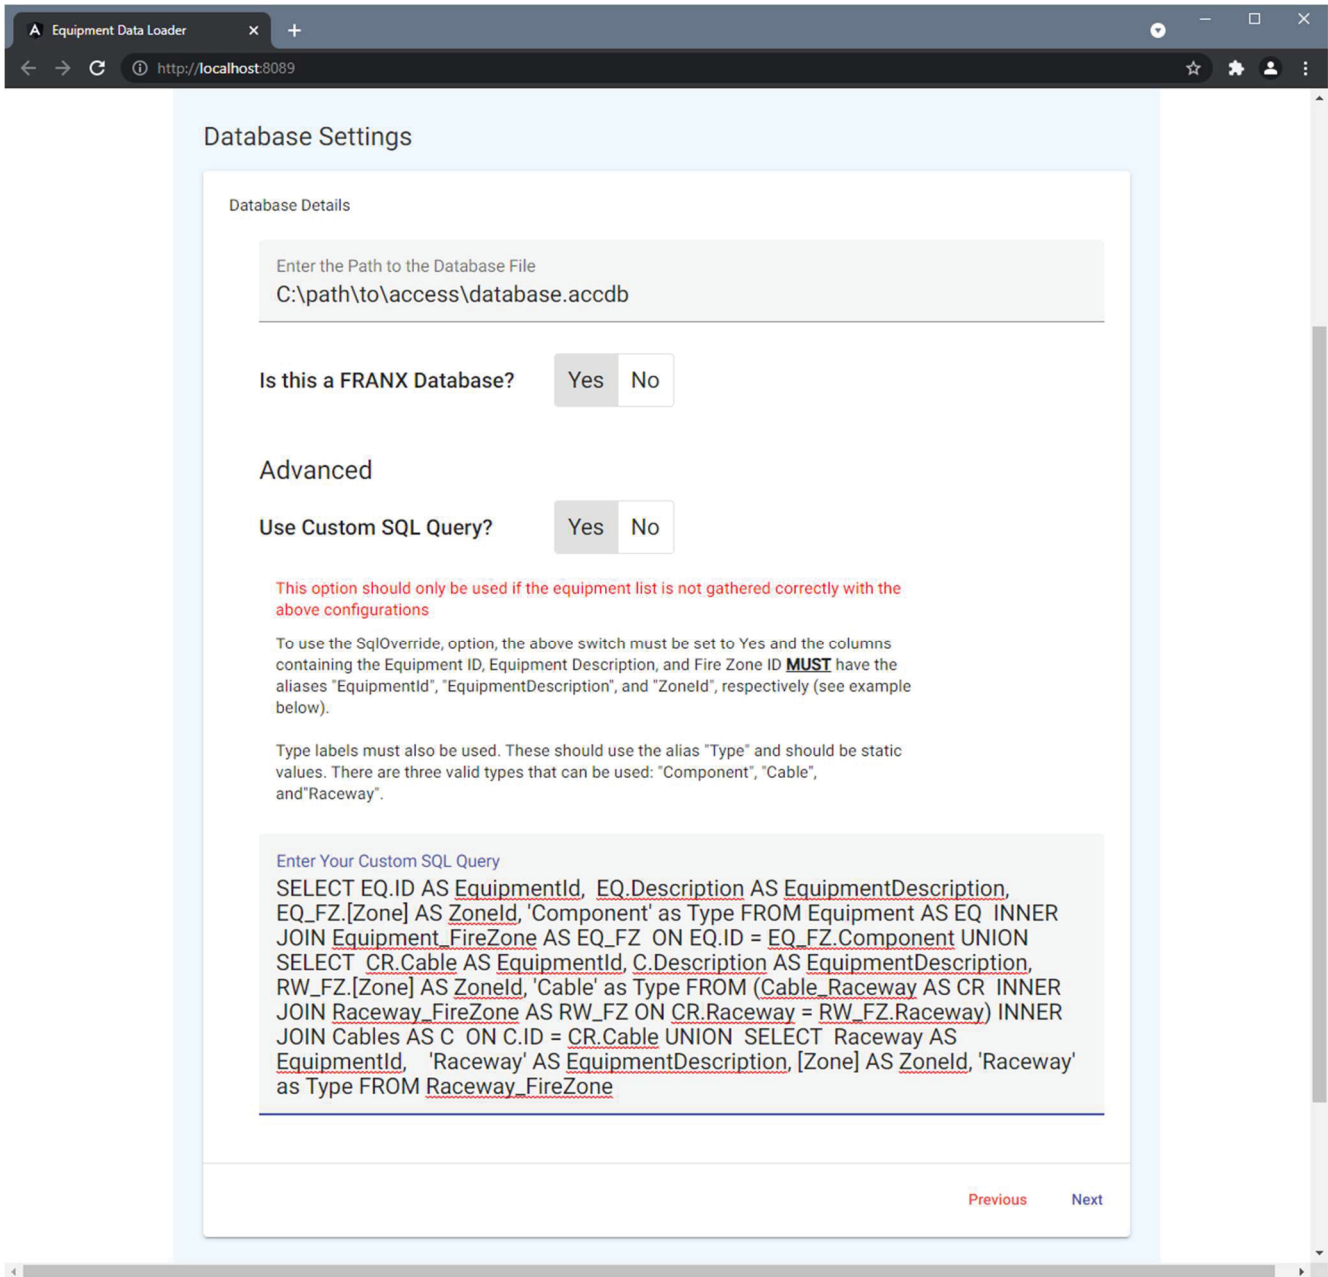 Equipment Data Loader
http://localhost:8089
Database Settings
Database Details
Enter the Path to the Database File
C:\path\to\access\database.accdb
Is this a FRANX Database? Yes No
Advanced
Use Custom SQL Query? Yes No
This option should only be used if the equipment list is not gathered correctly with the
above configurations
To use the SqlOverride, option, the above switch must be set to Yes and the columns
containing the Equipment ID, Equipment Description, and Fire Zone ID MUST have the
aliases "EquipmentId", "EquipmentDescription", and "ZoneId", respectively (see example
below).
Type labels must also be used. These should use the alias "Type" and should be static
values. There are three valid types that can be used: "Component", "Cable",
and"Raceway".
Enter Your Custom SQL Query
SELECT EQ.ID AS EquipmentId,  EQ.Description AS EquipmentDescription,
EQ_FZ.[Zone] AS ZoneId, 'Component' as Type FROM Equipment AS EQ  INNER
JOIN Equipment_FireZone AS EQ_FZ  ON EQ.ID = EQ_FZ.Component UNION
SELECT  CR.Cable AS EquipmentId, C.Description AS EquipmentDescription,
RW_FZ.[Zone] AS ZoneId, 'Cable' as Type FROM (Cable_Raceway AS CR  INNER
JOIN Raceway_FireZone AS RW_FZ ON CR.Raceway = RW_FZ.Raceway) INNER
JOIN Cables AS C  ON C.ID = CR.Cable UNION  SELECT  Raceway AS
EquipmentId,    'Raceway' AS EquipmentDescription, [Zone] AS ZoneId, 'Raceway'
as Type FROM Raceway_FireZone
Previous Next